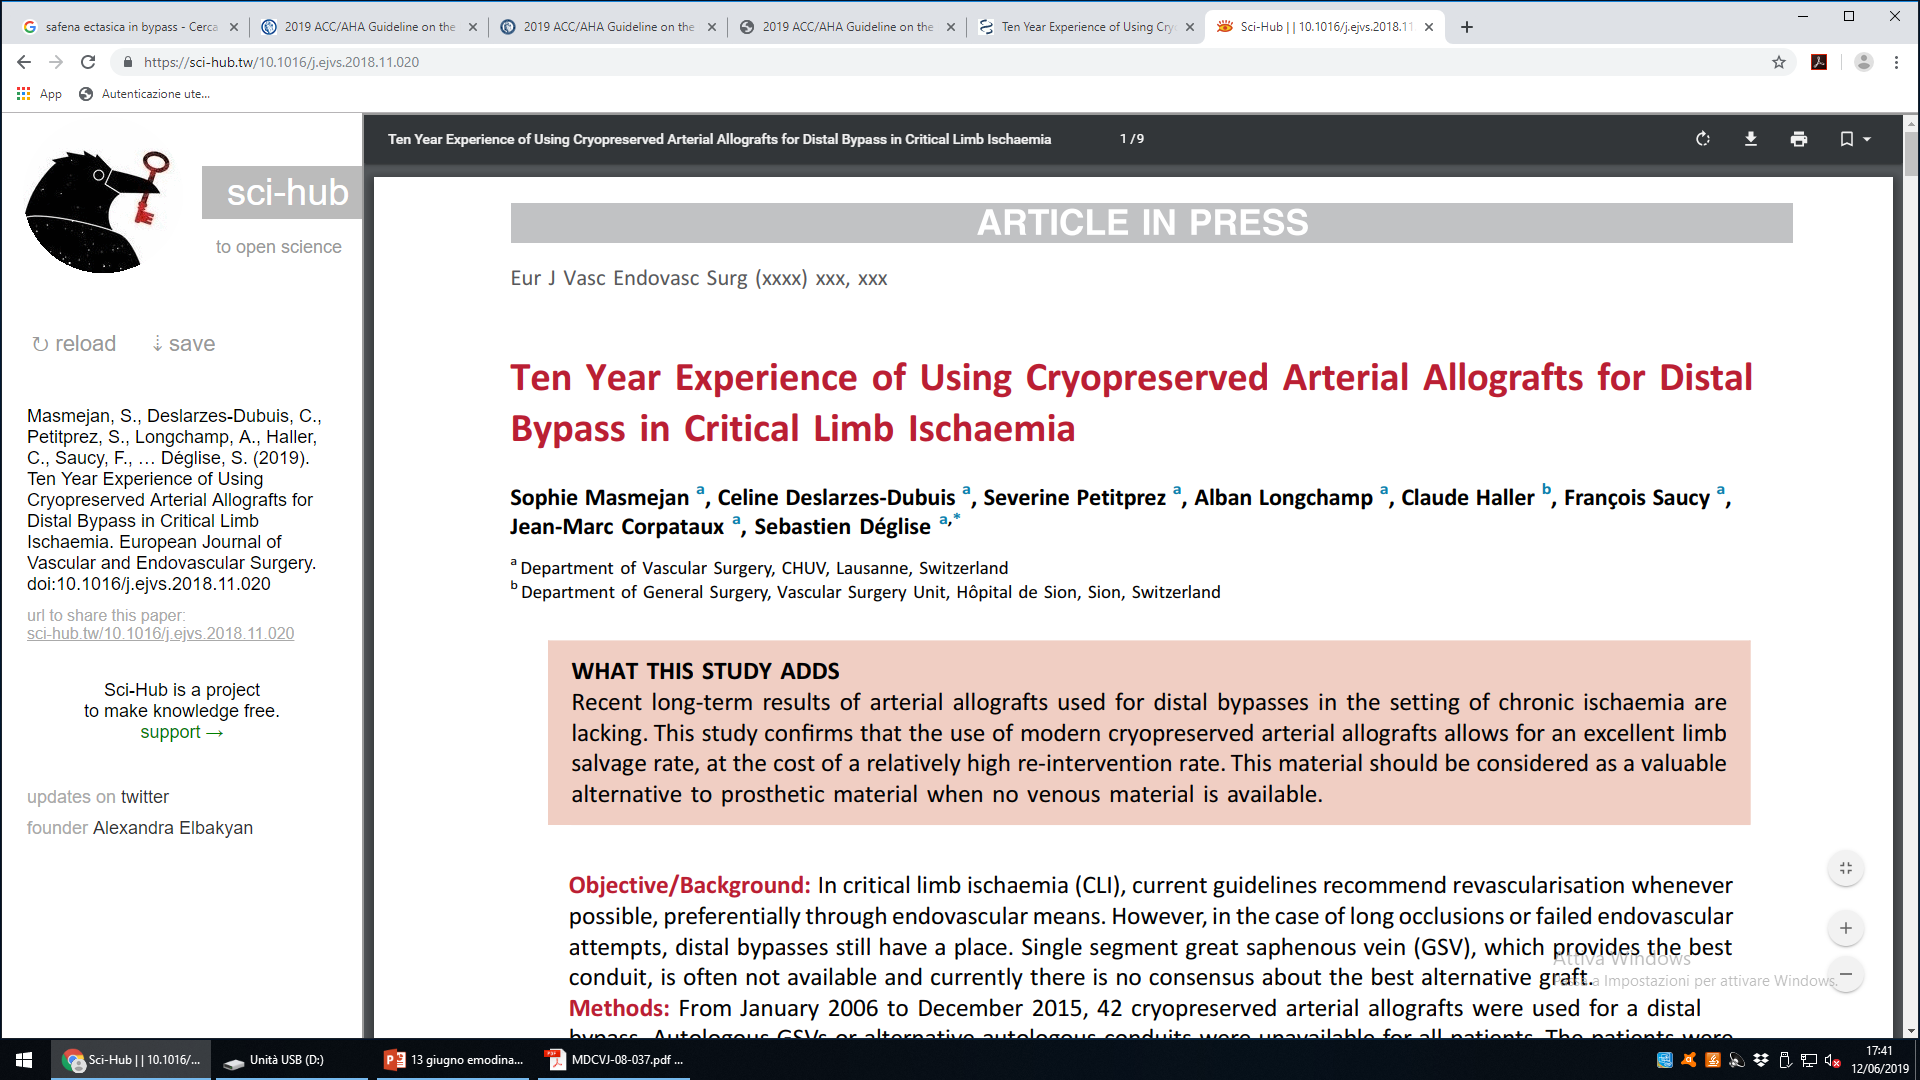 safena ectasica in bypass - Cerca
2019 ACC/AHA Guideline on the
2019 ACC/AHA Guideline on the
2019 ACC/AHA Guideline on the
Ten Year Experience of Using Cry
Sci-Hub | | 10.1016/j.ejvs.2018.11
https://sci-hub.tw/10.1016/j.ejvs.2018.11.020
App
Autenticazione ute...
Ten Year Experience of Using Cryopreserved Arterial Allografts for Distal Bypass in Critical Limb Ischaemia
1 / 9
sci-hub
to open science
↻ reload
⇣ save
Masmejan, S., Deslarzes-Dubuis, C.,
Petitprez, S., Longchamp, A., Haller,
C., Saucy, F., … Déglise, S. (2019).
Ten Year Experience of Using
Cryopreserved Arterial Allografts for
Distal Bypass in Critical Limb
Ischaemia. European Journal of
Vascular and Endovascular Surgery.
doi:10.1016/j.ejvs.2018.11.020
url to share this paper:
sci-hub.tw/10.1016/j.ejvs.2018.11.020
Sci-Hub is a project
to make knowledge free.
support →
updates on twitter
founder Alexandra Elbakyan
ARTICLE IN PRESS
Eur J Vasc Endovasc Surg (xxxx) xxx, xxx
Ten Year Experience of Using Cryopreserved Arterial Allografts for Distal
Bypass in Critical Limb Ischaemia
Sophie Masmejan a, Celine Deslarzes-Dubuis a, Severine Petitprez a, Alban Longchamp a, Claude Haller b, François Saucy a,
Jean-Marc Corpataux a, Sebastien Déglise a,*
a Department of Vascular Surgery, CHUV, Lausanne, Switzerland
b Department of General Surgery, Vascular Surgery Unit, Hôpital de Sion, Sion, Switzerland
WHAT THIS STUDY ADDS
Recent long-term results of arterial allografts used for distal bypasses in the setting of chronic ischaemia are
lacking. This study confirms that the use of modern cryopreserved arterial allografts allows for an excellent limb
salvage rate, at the cost of a relatively high re-intervention rate. This material should be considered as a valuable
alternative to prosthetic material when no venous material is available.
Objective/Background: In critical limb ischaemia (CLI), current guidelines recommend revascularisation whenever
possible, preferentially through endovascular means. However, in the case of long occlusions or failed endovascular
attempts, distal bypasses still have a place. Single segment great saphenous vein (GSV), which provides the best
conduit, is often not available and currently there is no consensus about the best alternative graft.
Methods: From January 2006 to December 2015, 42 cryopreserved arterial allografts were used for a distal
bypass. Autologous GSVs or alternative autologous conduits were unavailable for all patients. The patients were
Attiva Windows
Passa a Impostazioni per attivare Windows.
Sci-Hub | | 10.1016/...
Unità USB (D:)
13 giugno emodina...
MDCVJ-08-037.pdf ...
17:41
12/06/2019